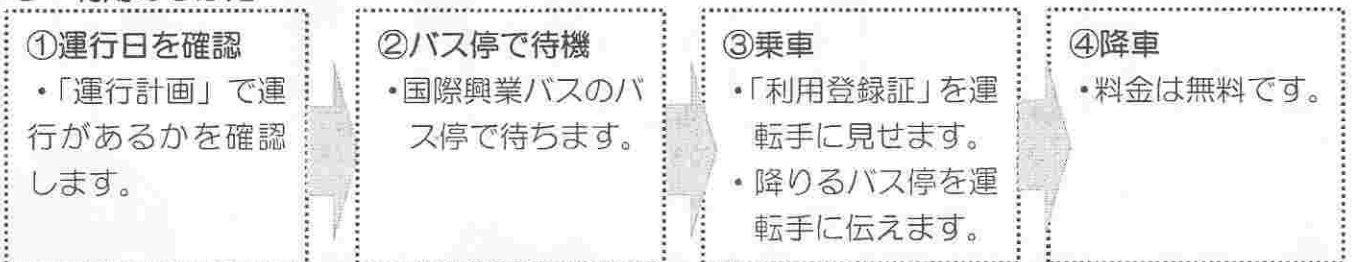 ①運行日を確認
・「運行計画」で運
行があるかを確認
します。
②バス停で待機
・国際興業バスのバ
ス停で待ちます。
③乗車
・「利用登録証」を運
転手に見せます。
・降りるバス停を運
転手に伝えます。
④降車
・料金は無料です。